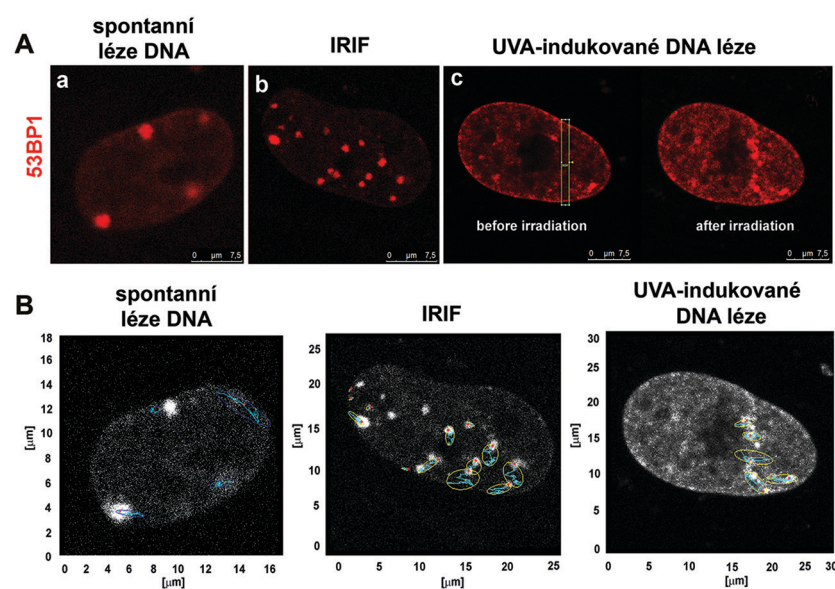 A
spontanní
léze DNA
IRIF
UVA-indukované DNA léze
53BP1
a
b
c
before irradiation
after irradiation
0 µm 7,5
0 µm 7,5
0 µm 7,5
0 µm 7,5
B
spontanní
léze DNA
IRIF
UVA-indukované
DNA léze
18
16
14
12
10
8
6
4
2
0
[µm]
0 2 4 6 8 10 12 14 16
[µm]
25
20
15
10
5
0
[µm]
0 5 10 15 20 25
[µm]
30
25
20
15
10
5
0
[µm]
0 5 10 15 20 25 30
[µm]